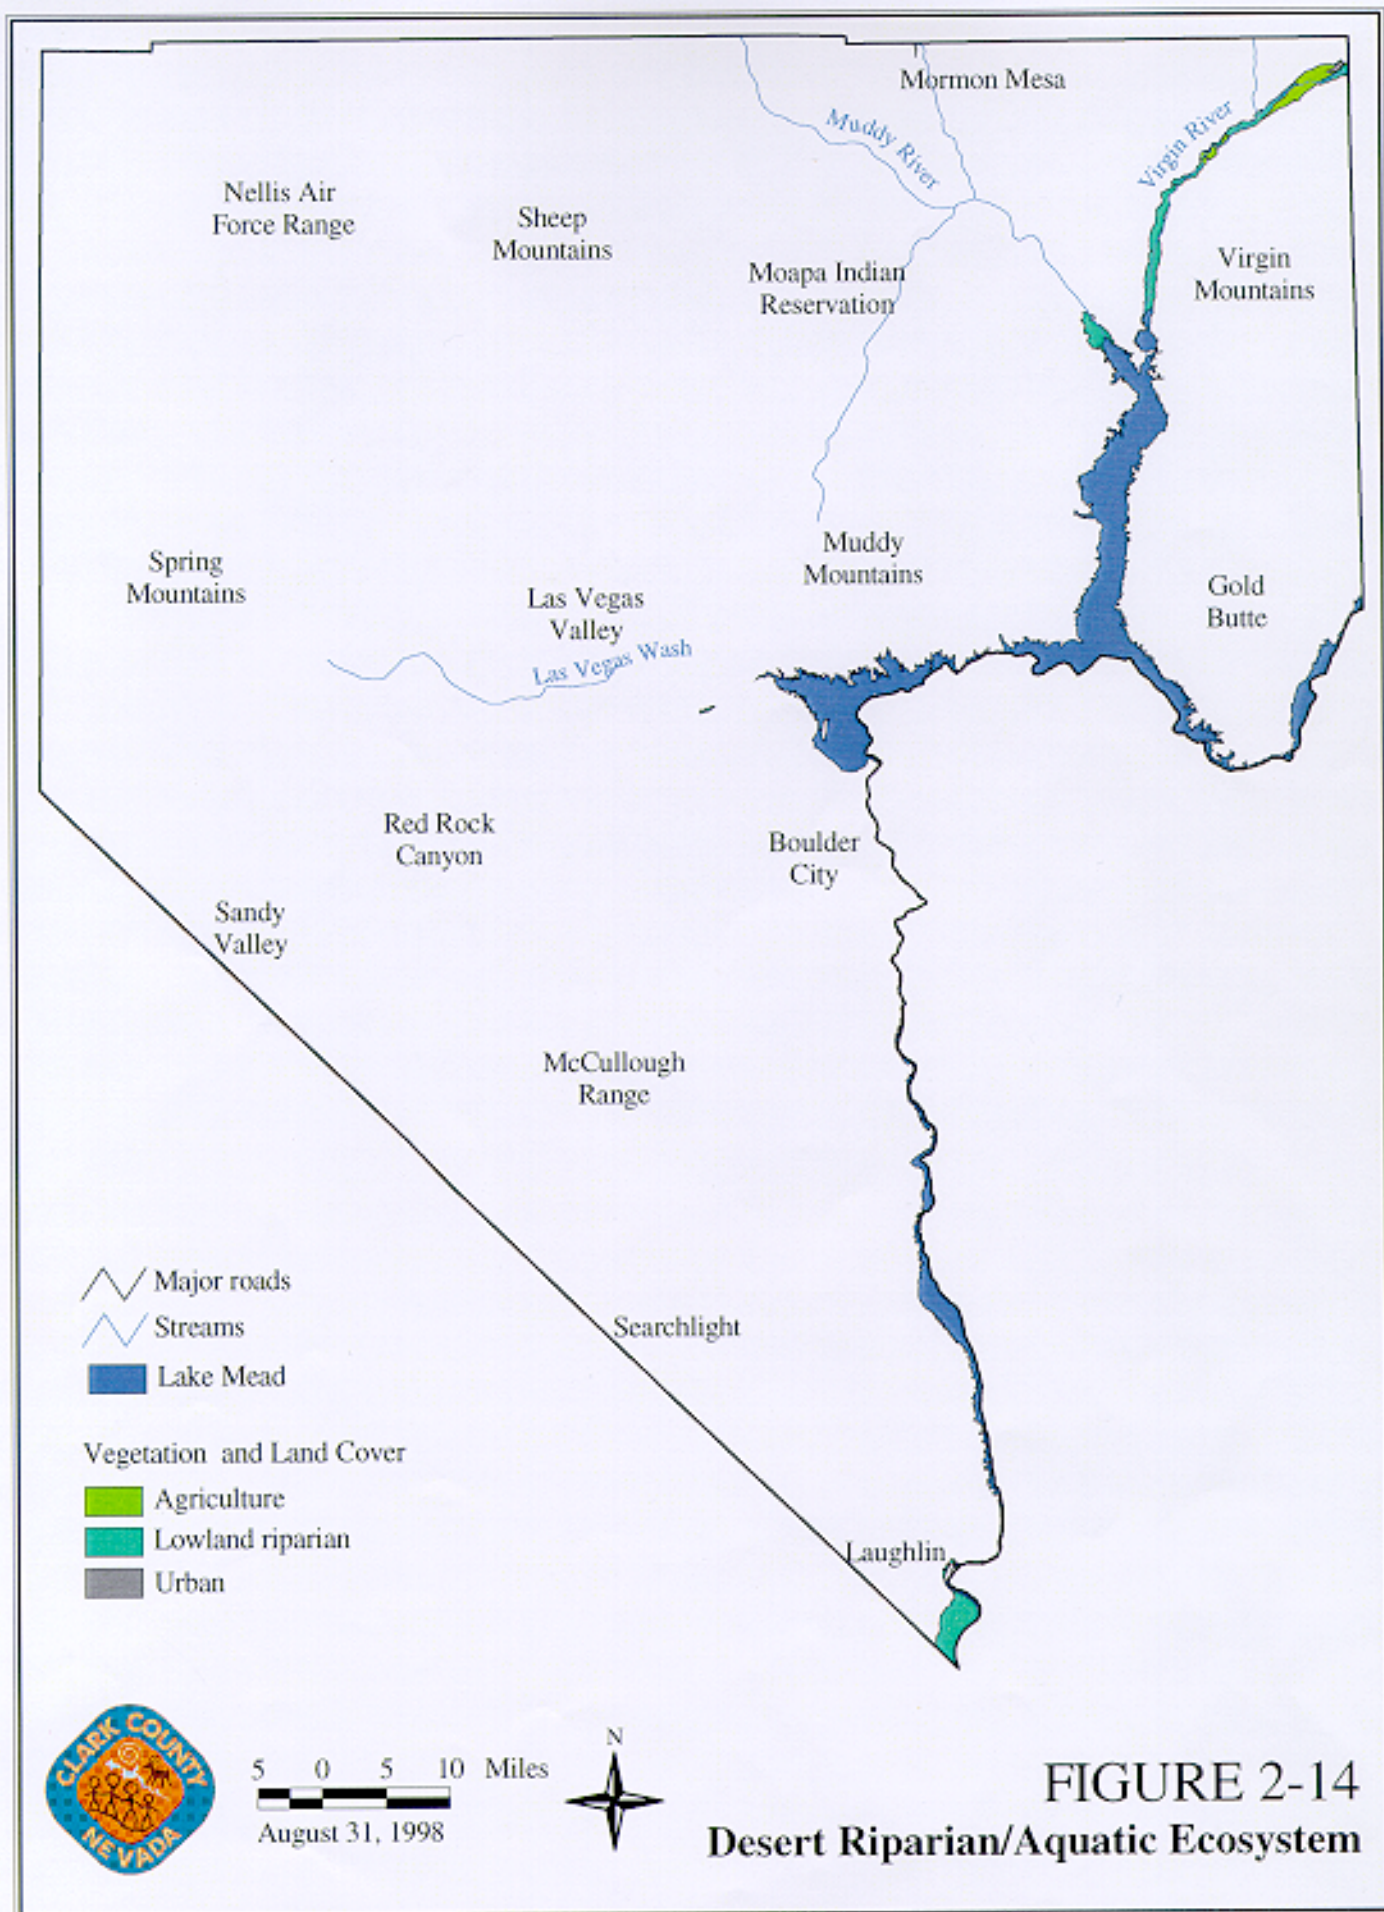 Mormon Mesa
Muddy River
Virgin River
Nellis Air
Force Range
Sheep
Mountains
Moapa Indian
Reservation
Virgin
Mountains
Spring
Mountains
Las Vegas
Valley
Las Vegas Wash
Muddy
Mountains
Gold
Butte
Red Rock
Canyon
Boulder
City
Sandy
Valley
McCullough
Range
Searchlight
Laughlin
Major roads
Streams
Lake Mead
Vegetation and Land Cover
Agriculture
Lowland riparian
Urban
CLARK COUNTY
NEVADA
5 0 5 10 Miles
August 31, 1998
N
FIGURE 2-14
Desert Riparian/Aquatic Ecosystem